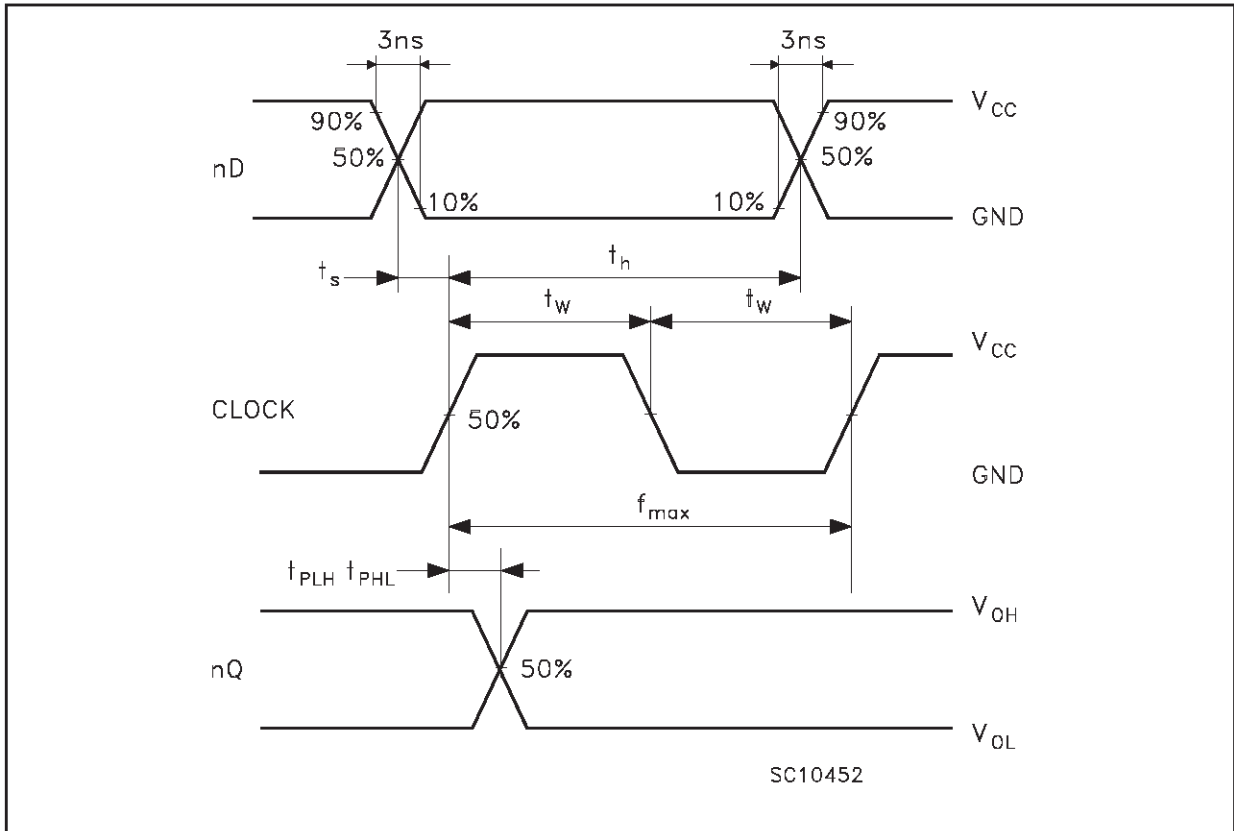 3ns 3ns
V_CC
90% 90%
nD 50% 50%
10% 10%
GND
t_s t_h
t_W t_W
V_CC
CLOCK 50%
GND
f_max
t_PLH t_PHL
V_OH
nQ 50%
V_OL
SC10452